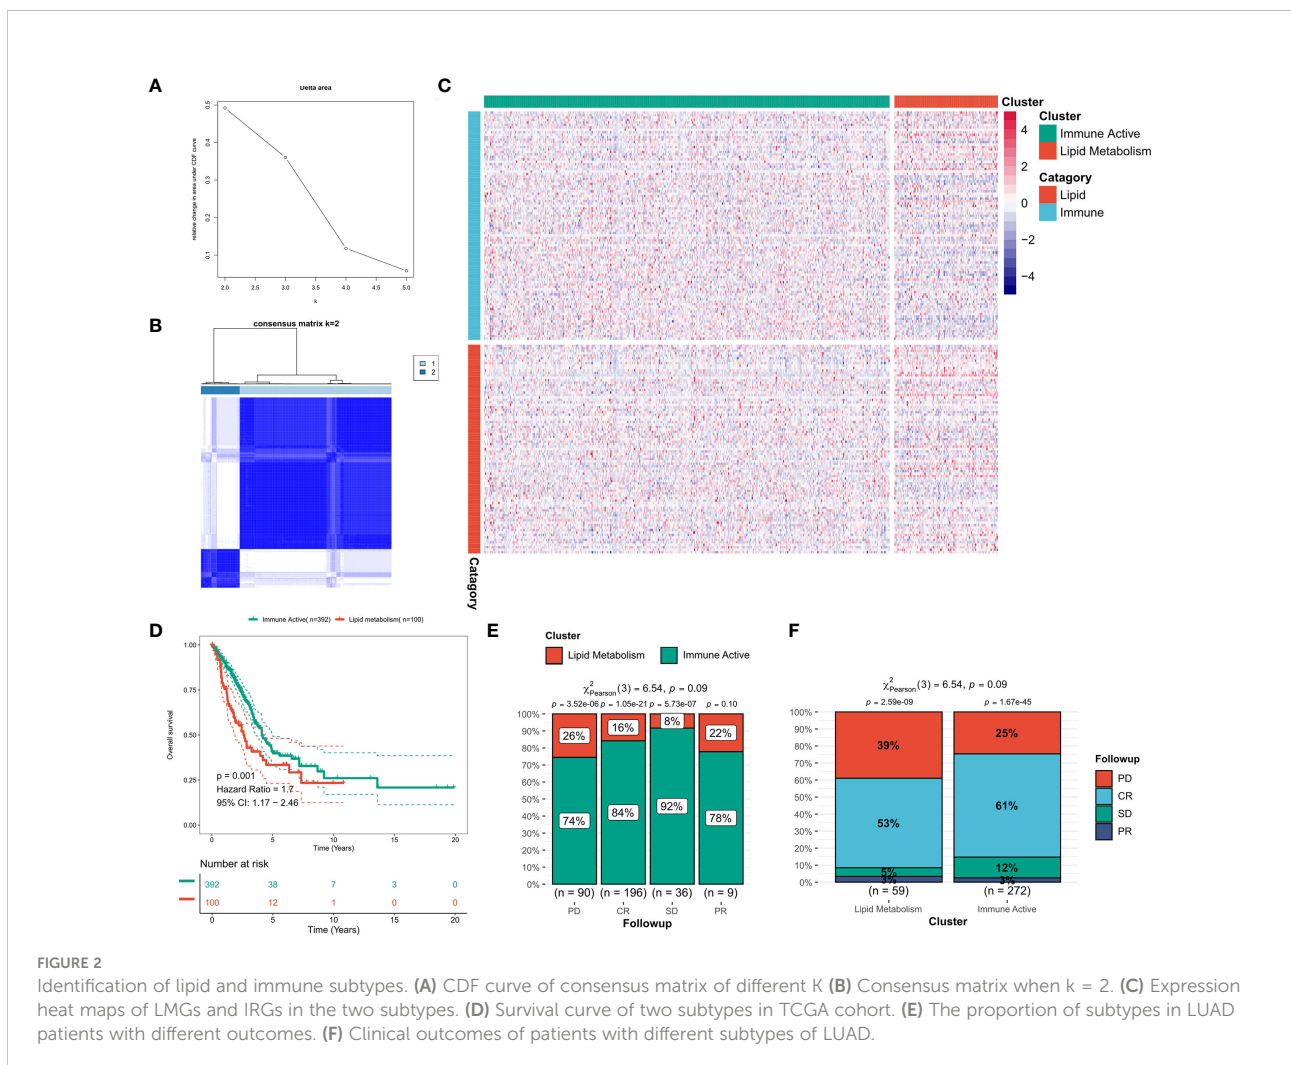 A
Delta area
relative change in area under CDF curve
0.5
0.4
0.3
0.2
0.1
2.0 2.5 3.0 3.5 4.0 4.5 5.0
k
B
consensus matrix k=2
1
2
C
Cluster
4
2
0
−2
−4
Cluster
Immune Active
Lipid Metabolism
Catagory
Lipid
Immune
Catagory
D
Immune Active( n=392) Lipid metabolism( n=100)
Overall survival
1.00
0.75
0.50
0.25
0.00
p = 0.001
Hazard Ratio = 1.7
95% CI: 1.17 − 2.46
0 5 10 15 20
Time (Years)
Number at risk
392 38 7 3 0
100 12 1 0 0
0 5 10 15 20
Time (Years)
E
Cluster
Lipid Metabolism Immune Active
χ²Pearson(3) = 6.54, p = 0.09
p = 3.52e-06 p = 1.05e-21 p = 5.73e-07 p = 0.10
100%
90%
80%
70%
60%
50%
40%
30%
20%
10%
0%
26% 16% 8% 22%
74% 84% 92% 78%
(n = 90) (n = 196) (n = 36) (n = 9)
PD CR SD PR
Followup
F
χ²Pearson(3) = 6.54, p = 0.09
p = 2.59e-09 p = 1.67e-45
100%
90%
80%
70%
60%
50%
40%
30%
20%
10%
0%
39% 25%
53% 61%
5% 12%
3% 3%
(n = 59) (n = 272)
Lipid Metabolism Immune Active
Cluster
Followup
PD
CR
SD
PR
FIGURE 2
Identification of lipid and immune subtypes. (A) CDF curve of consensus matrix of different K (B) Consensus matrix when k = 2. (C) Expression
heat maps of LMGs and IRGs in the two subtypes. (D) Survival curve of two subtypes in TCGA cohort. (E) The proportion of subtypes in LUAD
patients with different outcomes. (F) Clinical outcomes of patients with different subtypes of LUAD.